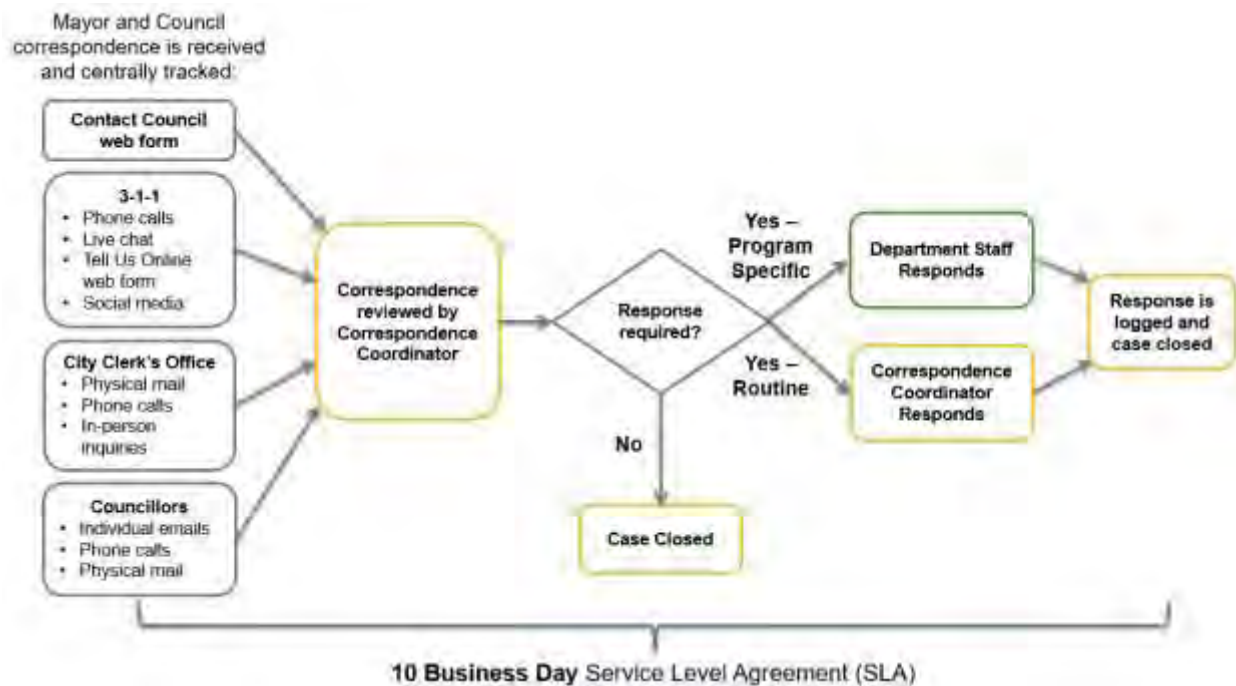 Mayor and Council
correspondence is received
and centrally tracked:
Contact Council
web form
3-1-1
• Phone calls
• Live chat
• Tell Us Online
web form
• Social media
City Clerk's Office
• Physical mail
• Phone calls
• In-person
inquiries
Councillors
• Individual emails
• Phone calls
• Physical mail
Correspondence
reviewed by
Correspondence
Coordinator
Response
required?
Yes –
Program
Specific
Yes –
Routine
No
Case Closed
Department Staff
Responds
Correspondence
Coordinator
Responds
Response is
logged and
case closed
10 Business Day Service Level Agreement (SLA)